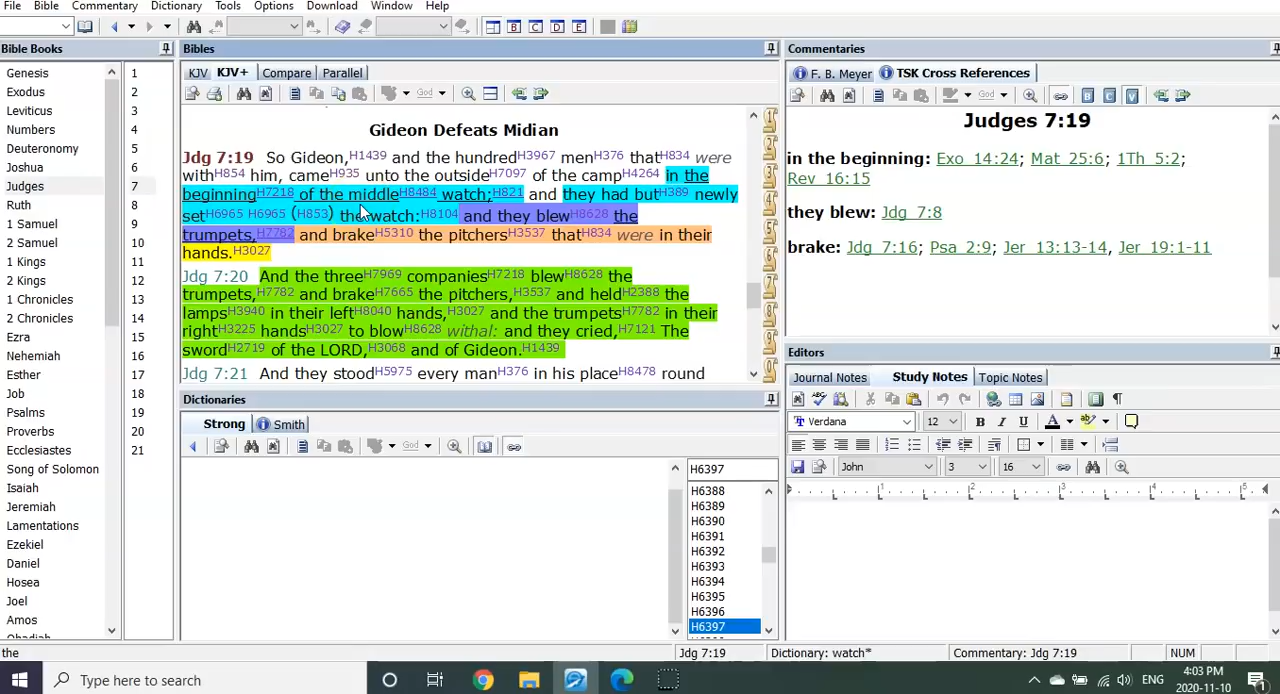 File Bible Commentary Dictionary Tools Options Download Window Help
B C D E
Bible Books
Genesis
Exodus
Leviticus
Numbers
Deuteronomy
Joshua
Judges
Ruth
1 Samuel
2 Samuel
1 Kings
2 Kings
1 Chronicles
2 Chronicles
Ezra
Nehemiah
Esther
Job
Psalms
Proverbs
Ecclesiastes
Song of Solomon
Isaiah
Jeremiah
Lamentations
Ezekiel
Daniel
Hosea
Joel
Amos
Obadiah
1
2
3
4
5
6
7
8
9
10
11
12
13
14
15
16
17
18
19
20
21
Bibles
KJV KJV+ Compare Parallel
God
Gideon Defeats Midian
Jdg 7:19 So Gideon,H1439 and the hundredH3967 menH376 thatH834 were
withH854 him, cameH935 unto the outsideH7097 of the campH4264 in the
beginningH7218 of the middleH8484 watch;H821 and they had butH389 newly
setH6965 H6965 (H853) the watch:H8104 and they blewH8628 the
trumpets,H7782 and brakeH5310 the pitchersH3537 thatH834 were in their
hands.H3027
Jdg 7:20 And the threeH7969 companiesH7218 blewH8628 the
trumpets,H7782 and brakeH7665 the pitchers,H3537 and heldH2388 the
lampsH3940 in their leftH8040 hands,H3027 and the trumpetsH7782 in their
rightH3225 handsH3027 to blowH8628 withal: and they cried,H7121 The
swordH2719 of the LORD,H3068 and of Gideon.H1439
Jdg 7:21 And they stoodH5975 every manH376 in his placeH8478 round
Dictionaries
Strong Smith
God
H6397
H6388
H6389
H6390
H6391
H6392
H6393
H6394
H6395
H6396
H6397
Commentaries
F. B. Meyer TSK Cross References
God B C V
Judges 7:19
in the beginning: Exo 14:24; Mat 25:6; 1Th 5:2;
Rev 16:15
they blew: Jdg 7:8
brake: Jdg 7:16; Psa 2:9; Jer 13:13-14, Jer 19:1-11
Editors
Journal Notes Study Notes Topic Notes
Verdana 12 B I U A ab
John 3 16
1 2 3 4 5
the Jdg 7:19 Dictionary: watch* Commentary: Jdg 7:19 NUM
Type here to search
ENG
4:03 PM
2020-11-10
1